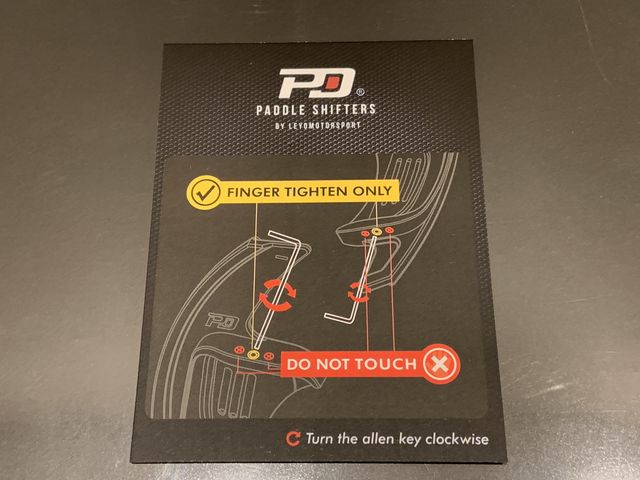 PD®
PADDLE SHIFTERS
BY LEYOMOTORSPORT
FINGER TIGHTEN ONLY
PD
DO NOT TOUCH
Turn the allen key clockwise